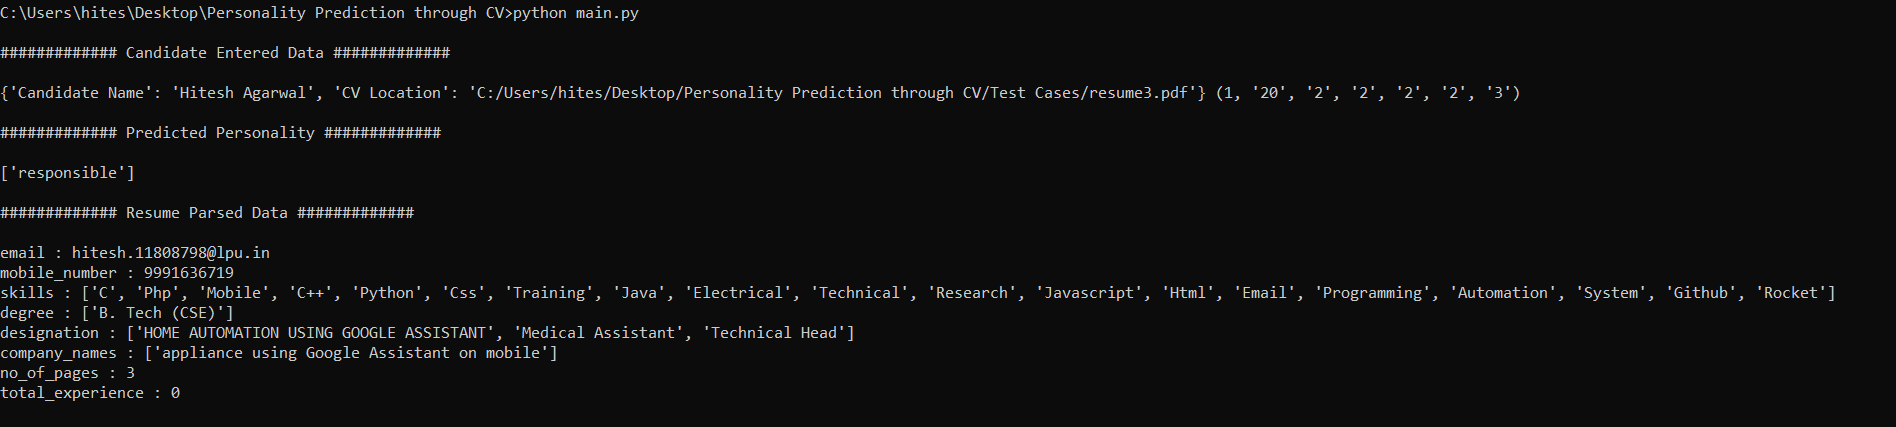 C:\Users\hites\Desktop\Personality Prediction through CV>python main.py
############# Candidate Entered Data #############
{'Candidate Name': 'Hitesh Agarwal', 'CV Location': 'C:/Users/hites/Desktop/Personality Prediction through CV/Test Cases/resume3.pdf'} (1, '20', '2', '2', '2', '2', '3')
############# Predicted Personality #############
['responsible']
############# Resume Parsed Data #############
email : hitesh.11808798@lpu.in
mobile_number : 9991636719
skills : ['C', 'Php', 'Mobile', 'C++', 'Python', 'Css', 'Training', 'Java', 'Electrical', 'Technical', 'Research', 'Javascript', 'Html', 'Email', 'Programming', 'Automation', 'System', 'Github', 'Rocket']
degree : ['B. Tech (CSE)']
designation : ['HOME AUTOMATION USING GOOGLE ASSISTANT', 'Medical Assistant', 'Technical Head']
company_names : ['appliance using Google Assistant on mobile']
no_of_pages : 3
total_experience : 0